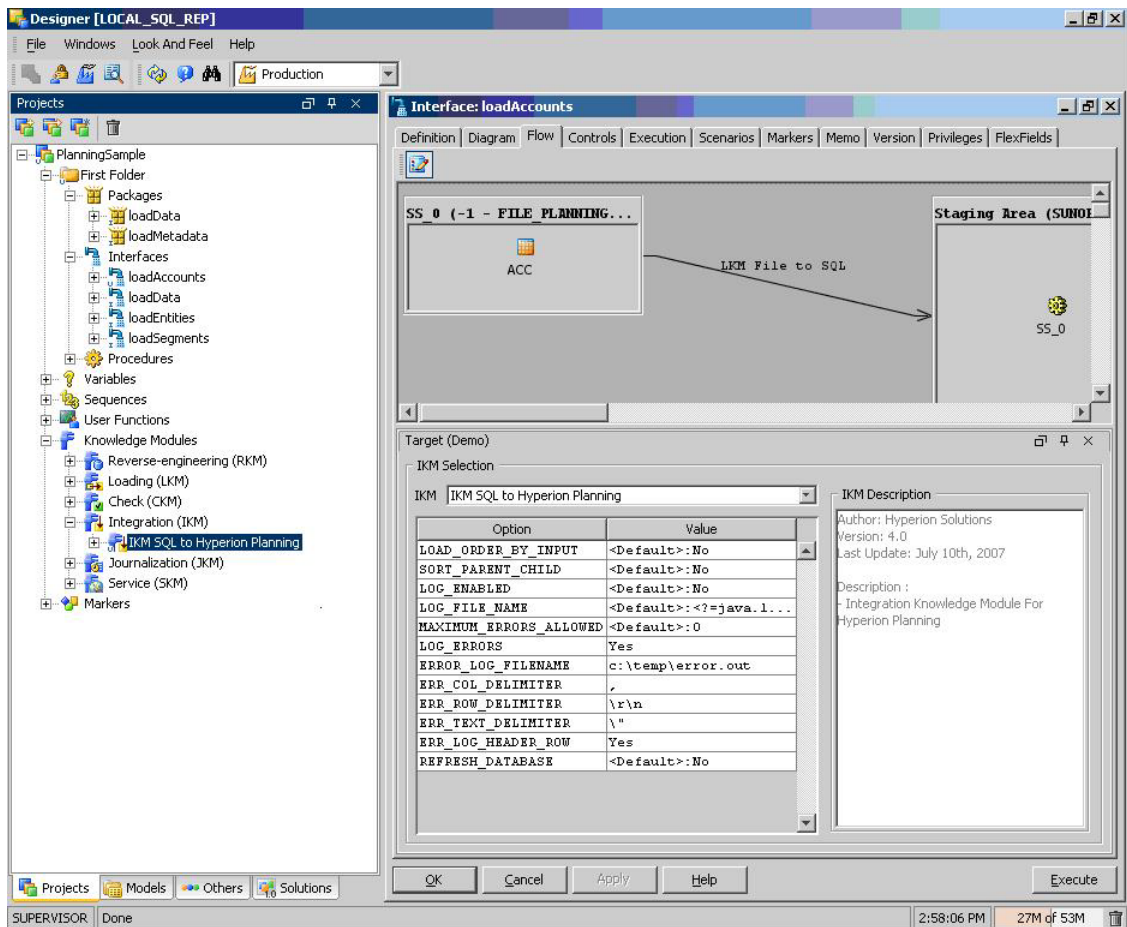 Designer [LOCAL_SQL_REP]
File Windows Look And Feel Help
Production
Projects
PlanningSample
First Folder
Packages
loadData
loadMetadata
Interfaces
loadAccounts
loadData
loadEntities
loadSegments
Procedures
Variables
Sequences
User Functions
Knowledge Modules
Reverse-engineering (RKM)
Loading (LKM)
Check (CKM)
Integration (IKM)
IKM SQL to Hyperion Planning
Journalization (JKM)
Service (SKM)
Markers
Projects Models Others Solutions
Interface: loadAccounts
Definition Diagram Flow Controls Execution Scenarios Markers Memo Version Privileges FlexFields
SS_0 (-1 - FILE_PLANNING...
ACC
LKM File to SQL
Staging Area (SUNOP
SS_0
Target (Demo)
IKM Selection
IKM IKM SQL to Hyperion Planning
Option Value
LOAD_ORDER_BY_INPUT <Default>:No
SORT_PARENT_CHILD <Default>:No
LOG_ENABLED <Default>:No
LOG_FILE_NAME <Default>:<?=java.l...
MAXIMUM_ERRORS_ALLOWED <Default>:0
LOG_ERRORS Yes
ERROR_LOG_FILENAME c:\temp\error.out
ERR_COL_DELIMITER ,
ERR_ROW_DELIMITER \r\n
ERR_TEXT_DELIMITER \"
ERR_LOG_HEADER_ROW Yes
REFRESH_DATABASE <Default>:No
IKM Description
Author: Hyperion Solutions
Version: 4.0
Last Update: July 10th, 2007
Description :
- Integration Knowledge Module For
Hyperion Planning
OK Cancel Apply Help Execute
SUPERVISOR Done 2:58:06 PM 27M of 53M